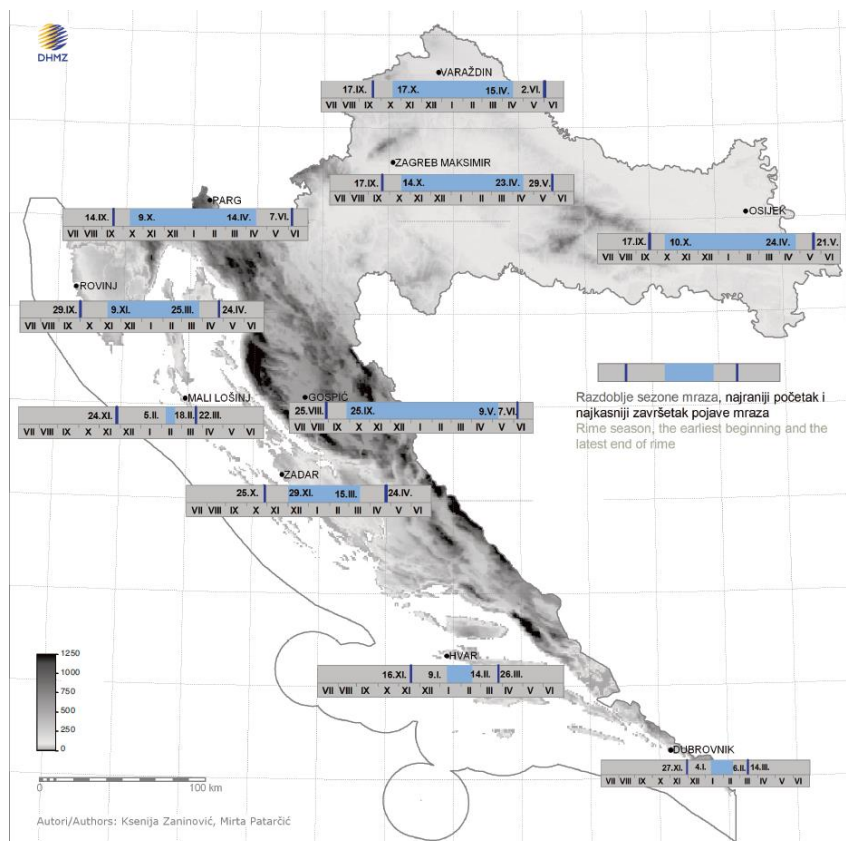 DHMZ
VARAŽDIN
17.IX. 17.X. 15.IV. 2.VI.
VII VIII IX X XI XII I II III IV V VI
ZAGREB MAKSIMIR
17.IX. 14.X. 23.IV. 29.V.
VII VIII IX X XI XII I II III IV V VI
PARG
14.IX. 9.X. 14.IV. 7.VI.
VII VIII IX X XI XII I II III IV V VI
OSIJEK
17.IX. 10.X. 24.IV. 21.V.
VII VIII IX X XI XII I II III IV V VI
ROVINJ
29.IX. 9.XI. 25.III. 24.IV.
VII VIII IX X XI XII I II III IV V VI
Razdoblje sezone mraza, najraniji početak i
najkasniji završetak pojave mraza
Rime season, the earliest beginning and the
latest end of rime
MALI LOŠINJ
24.XI. 5.II. 18.II. 22.III.
VII VIII IX X XI XII I II III IV V VI
GOSPIĆ
25.VIII. 25.IX. 9.V. 7.VI.
VII VIII IX X XI XII I II III IV V VI
ZADAR
25.X. 29.XI. 15.III. 24.IV.
VII VIII IX X XI XII I II III IV V VI
HVAR
16.XI. 9.I. 14.II. 26.III.
VII VIII IX X XI XII I II III IV V VI
DUBROVNIK
27.XI. 4.I. 6.II. 14.III.
VII VIII IX X XI XII I II III IV V VI
1250
1000
750
500
250
0
0 100 km
Autori/Authors: Ksenija Zaninović, Mirta Patarčić